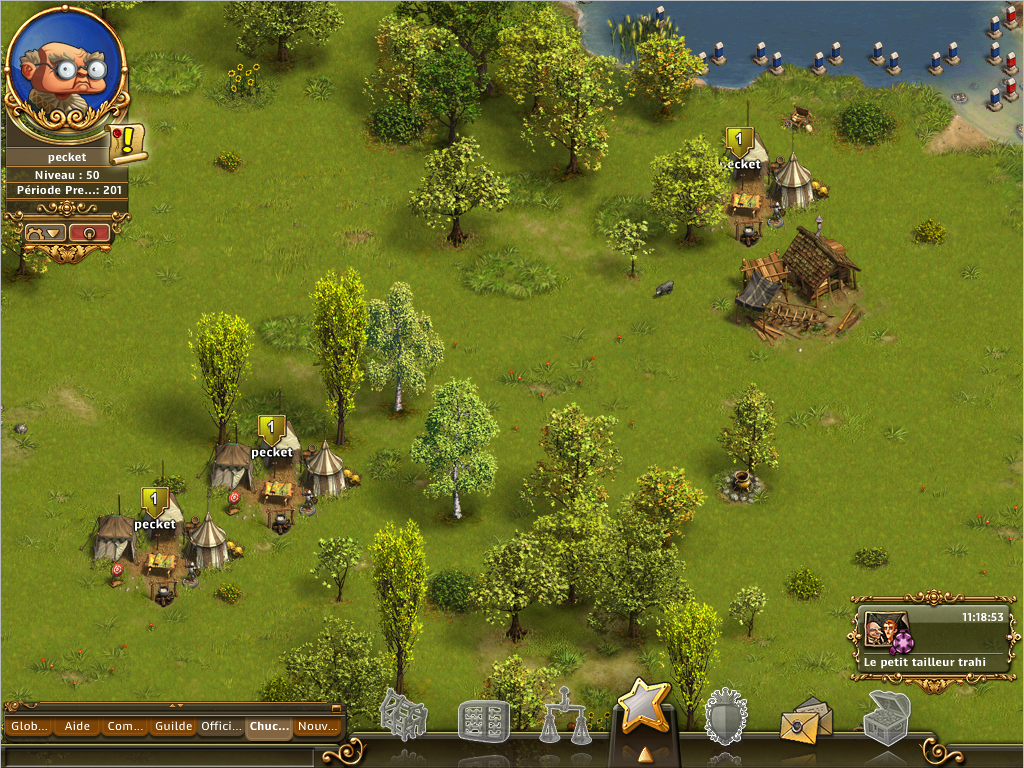 pecket
Niveau : 50
Période Pre...: 201
1
ecket
1
pecket
1
pecket
11:18:53
Le petit tailleur trahi
Glob...
Aide
Com...
Guilde
Offici...
Chuc...
Nouv...